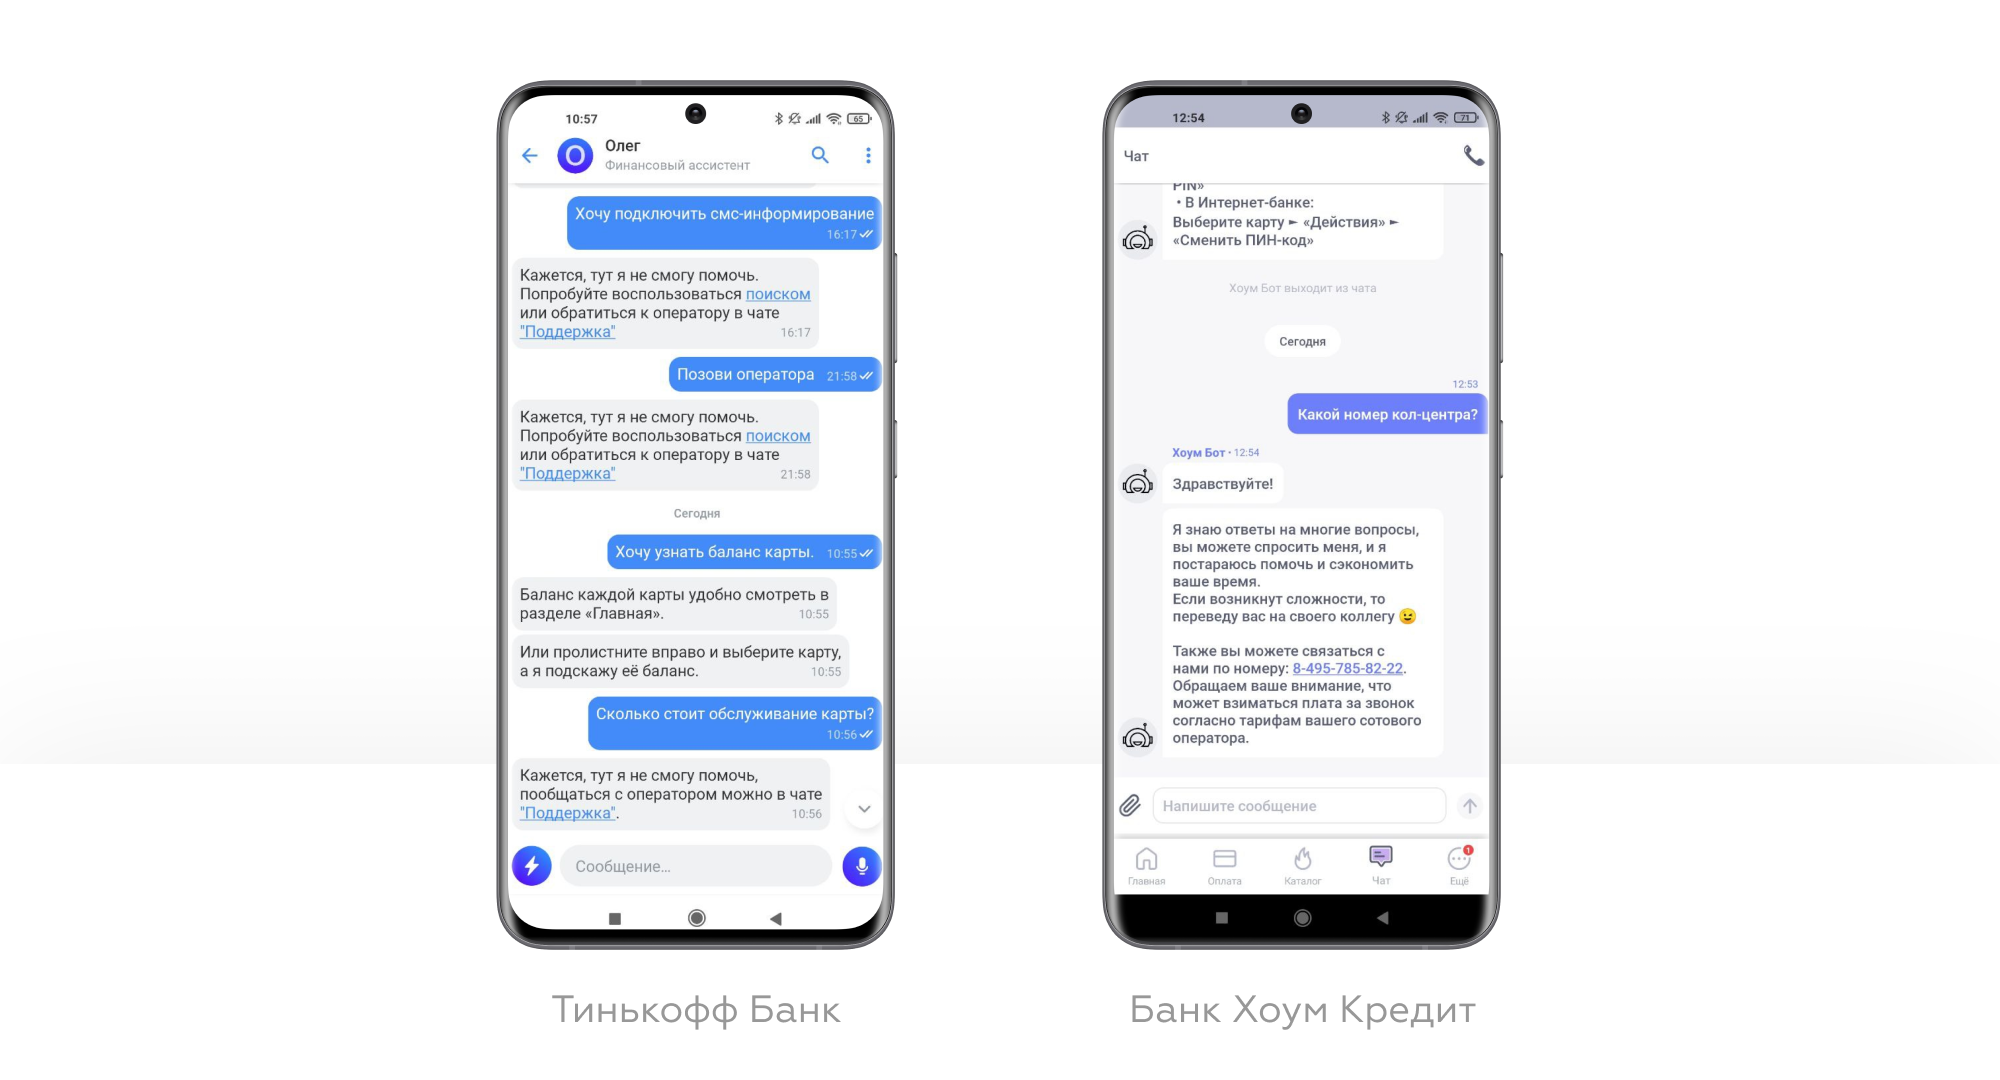 10:57
65
О
Олег
Финансовый ассистент
Хочу подключить смс-информирование
16:17
Кажется, тут я не смогу помочь.
Попробуйте воспользоваться поиском
или обратиться к оператору в чате
"Поддержка"
16:17
Позови оператора 21:58
Кажется, тут я не смогу помочь.
Попробуйте воспользоваться поиском
или обратиться к оператору в чате
"Поддержка"
21:58
Сегодня
Хочу узнать баланс карты. 10:55
Баланс каждой карты удобно смотреть в
разделе «Главная».
10:55
Или пролистните вправо и выберите карту,
а я подскажу её баланс.
10:55
Сколько стоит обслуживание карты?
10:56
Кажется, тут я не смогу помочь,
пообщаться с оператором можно в чате
"Поддержка".
10:56
Сообщение...
Тинькофф Банк
12:54
71
Чат
PIN»
• В Интернет-банке:
Выберите карту ► «Действия» ►
«Сменить ПИН-код»
Хоум Бот выходит из чата
Сегодня
12:53
Какой номер кол-центра?
Хоум Бот • 12:54
Здравствуйте!
Я знаю ответы на многие вопросы,
вы можете спросить меня, и я
постараюсь помочь и сэкономить
ваше время.
Если возникнут сложности, то
переведу вас на своего коллегу 😉
Также вы можете связаться с
нами по номеру: 8-495-785-82-22.
Обращаем ваше внимание, что
может взиматься плата за звонок
согласно тарифам вашего сотового
оператора.
Напишите сообщение
Главная
Оплата
Каталог
Чат
1
Ещё
Банк Хоум Кредит